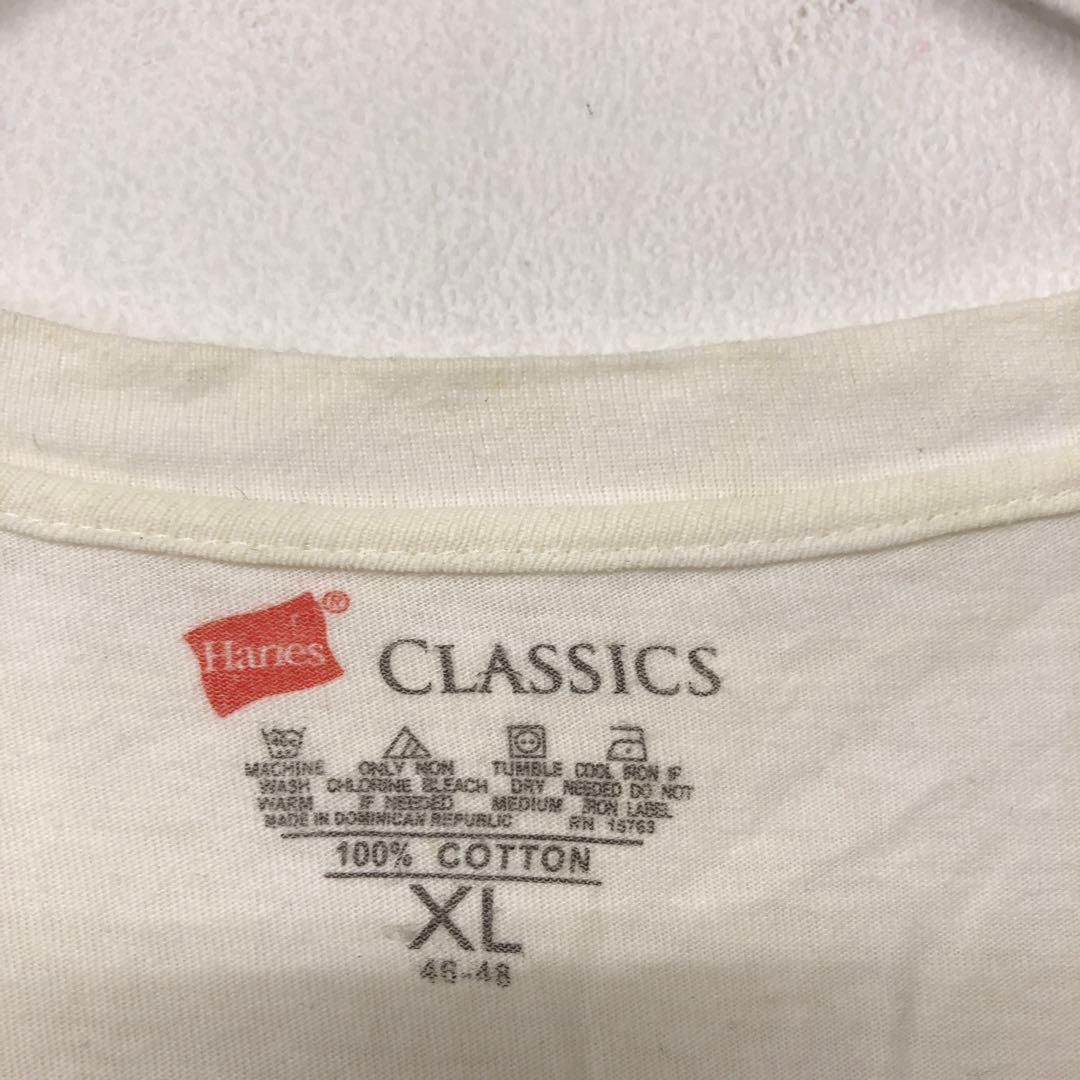 Hanes® CLASSICS
MACHINE ONLY NON TUMBLE COOL IRON IF
WASH CHLORINE BLEACH DRY NEEDED DO NOT
WARM IF NEEDED MEDIUM IRON LABEL
MADE IN DOMINICAN REPUBLIC RN 15763
100% COTTON
XL
46-48